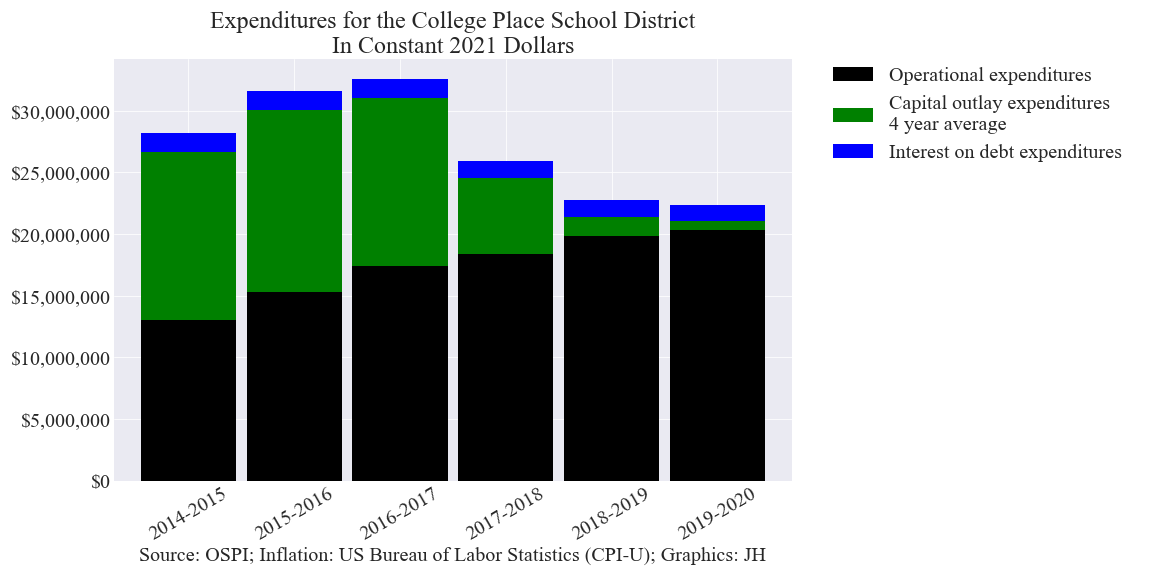 Expenditures for the College Place School District
In Constant 2021 Dollars
$30,000,000
$25,000,000
$20,000,000
$15,000,000
$10,000,000
$5,000,000
$0
2014-2015
2015-2016
2016-2017
2017-2018
2018-2019
2019-2020
Source: OSPI; Inflation: US Bureau of Labor Statistics (CPI-U); Graphics: JH
Operational expenditures
Capital outlay expenditures
4 year average
Interest on debt expenditures